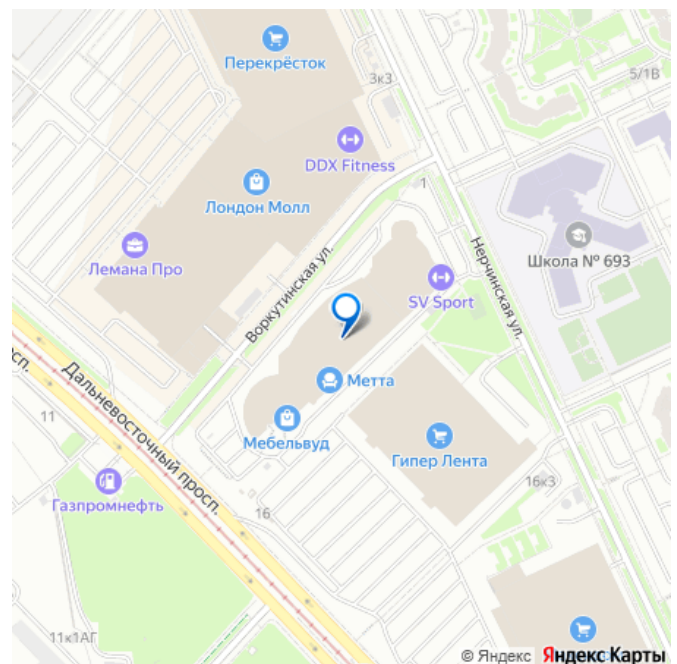 Перекрёсток
3к3
5/1В
DDX Fitness
Лондон Молл
1
Школа № 693
Лемана Про
Воркутинская ул.
Нерчинская ул.
SV Sport
просп.
Дальневосточный просп.
Метта
11
Мебельвуд
Гипер Лента
Газпромнефть
16
16к3
11к1АГ
© Яндекс Яндекс Карты